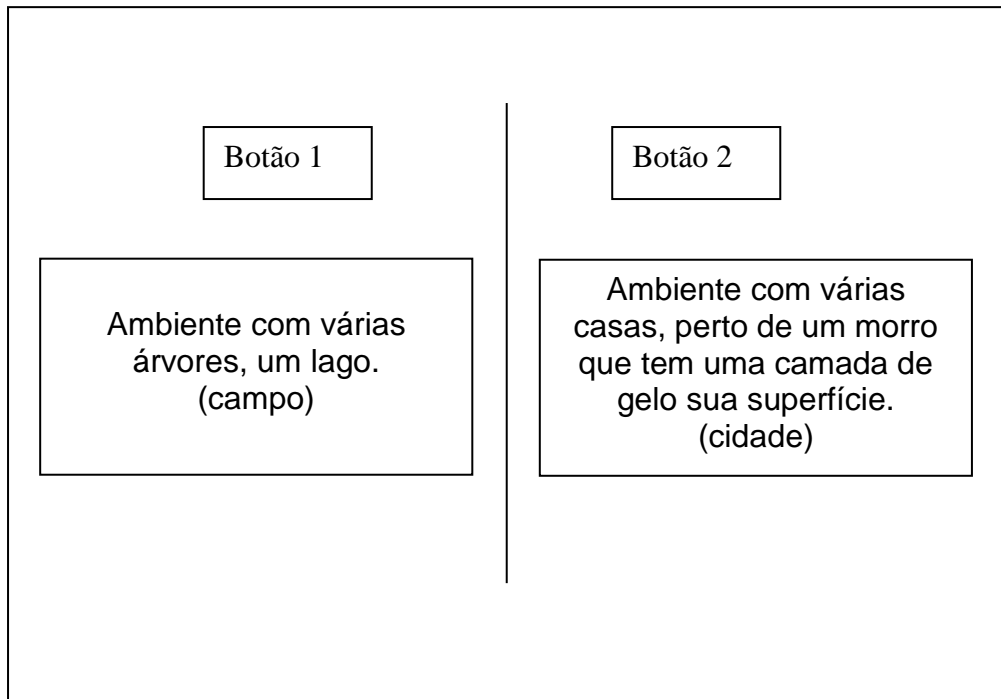 Botão 1
Ambiente com várias
árvores, um lago.
(campo)
Botão 2
Ambiente com várias
casas, perto de um morro
que tem uma camada de
gelo sua superfície.
(cidade)